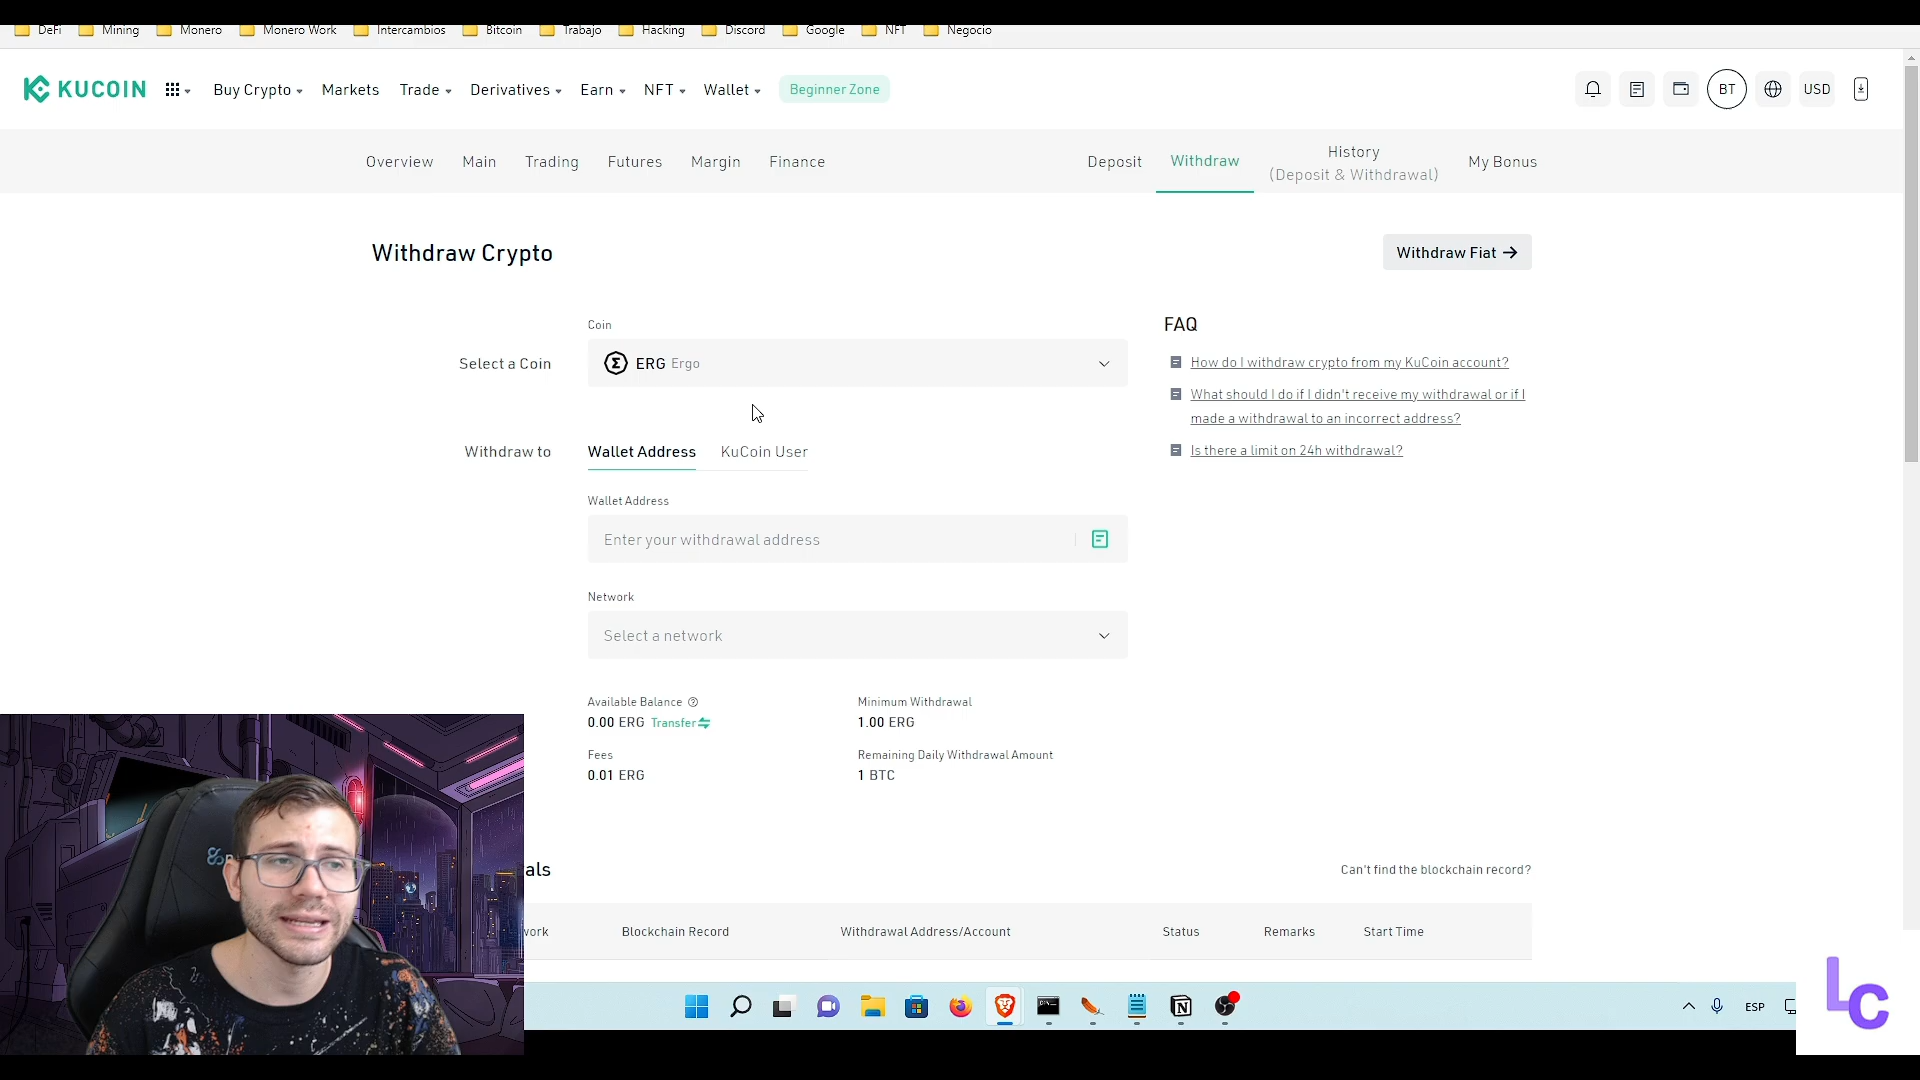 DeFi Mining Monero Monero Work Intercambios Bitcoin Trabajo Hacking Discord Google NFT Negocio
KUCOIN Buy Crypto Markets Trade Derivatives Earn NFT Wallet Beginner Zone BT USD
Overview Main Trading Futures Margin Finance Deposit Withdraw History My Bonus
(Deposit & Withdrawal)
Withdraw Crypto Withdraw Fiat →
Coin
FAQ
Select a Coin ERG Ergo
How do I withdraw crypto from my KuCoin account?
What should I do if I didn't receive my withdrawal or if I
made a withdrawal to an incorrect address?
Withdraw to Wallet Address KuCoin User
Is there a limit on 24h withdrawal?
Wallet Address
Enter your withdrawal address
Network
Select a network
Available Balance Minimum Withdrawal
0.00 ERG Transfer 1.00 ERG
Fees Remaining Daily Withdrawal Amount
0.01 ERG 1 BTC
als Can't find the blockchain record?
work Blockchain Record Withdrawal Address/Account Status Remarks Start Time
ESP
LC